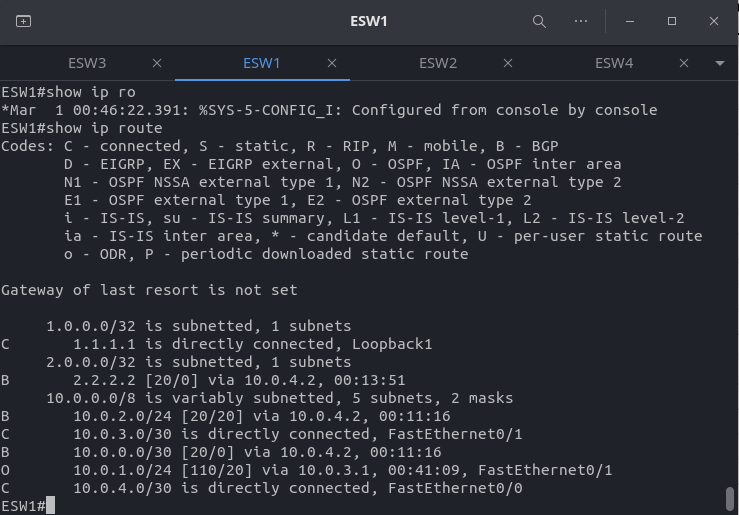 ESW1
ESW3 ESW1 ESW2 ESW4
ESW1#show ip ro
*Mar  1 00:46:22.391: %SYS-5-CONFIG_I: Configured from console by console
ESW1#show ip route
Codes: C - connected, S - static, R - RIP, M - mobile, B - BGP
       D - EIGRP, EX - EIGRP external, O - OSPF, IA - OSPF inter area
       N1 - OSPF NSSA external type 1, N2 - OSPF NSSA external type 2
       E1 - OSPF external type 1, E2 - OSPF external type 2
       i - IS-IS, su - IS-IS summary, L1 - IS-IS level-1, L2 - IS-IS level-2
       ia - IS-IS inter area, * - candidate default, U - per-user static route
       o - ODR, P - periodic downloaded static route
Gateway of last resort is not set
     1.0.0.0/32 is subnetted, 1 subnets
C       1.1.1.1 is directly connected, Loopback1
     2.0.0.0/32 is subnetted, 1 subnets
B       2.2.2.2 [20/0] via 10.0.4.2, 00:13:51
     10.0.0.0/8 is variably subnetted, 5 subnets, 2 masks
B       10.0.2.0/24 [20/20] via 10.0.4.2, 00:11:16
C       10.0.3.0/30 is directly connected, FastEthernet0/1
B       10.0.0.0/30 [20/0] via 10.0.4.2, 00:11:16
O       10.0.1.0/24 [110/20] via 10.0.3.1, 00:41:09, FastEthernet0/1
C       10.0.4.0/30 is directly connected, FastEthernet0/0
ESW1#